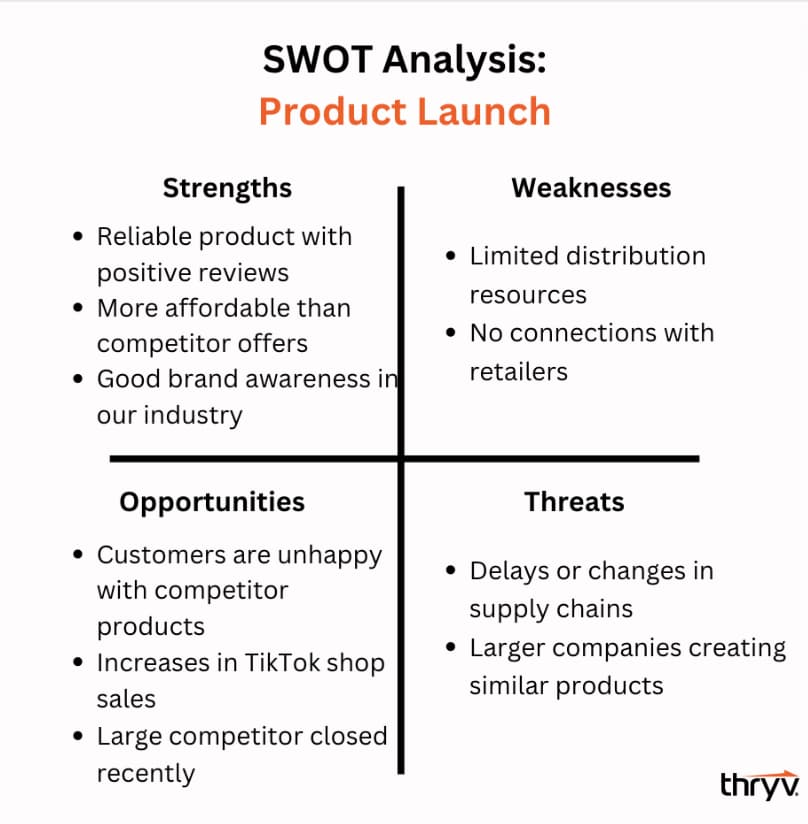 SWOT Analysis:
Product Launch
Strengths
• Reliable product with
positive reviews
• More affordable than
competitor offers
• Good brand awareness in
our industry
Weaknesses
• Limited distribution
resources
• No connections with
retailers
Opportunities
• Customers are unhappy
with competitor
products
• Increases in TikTok shop
sales
• Large competitor closed
recently
Threats
• Delays or changes in
supply chains
• Larger companies creating
similar products
thryv